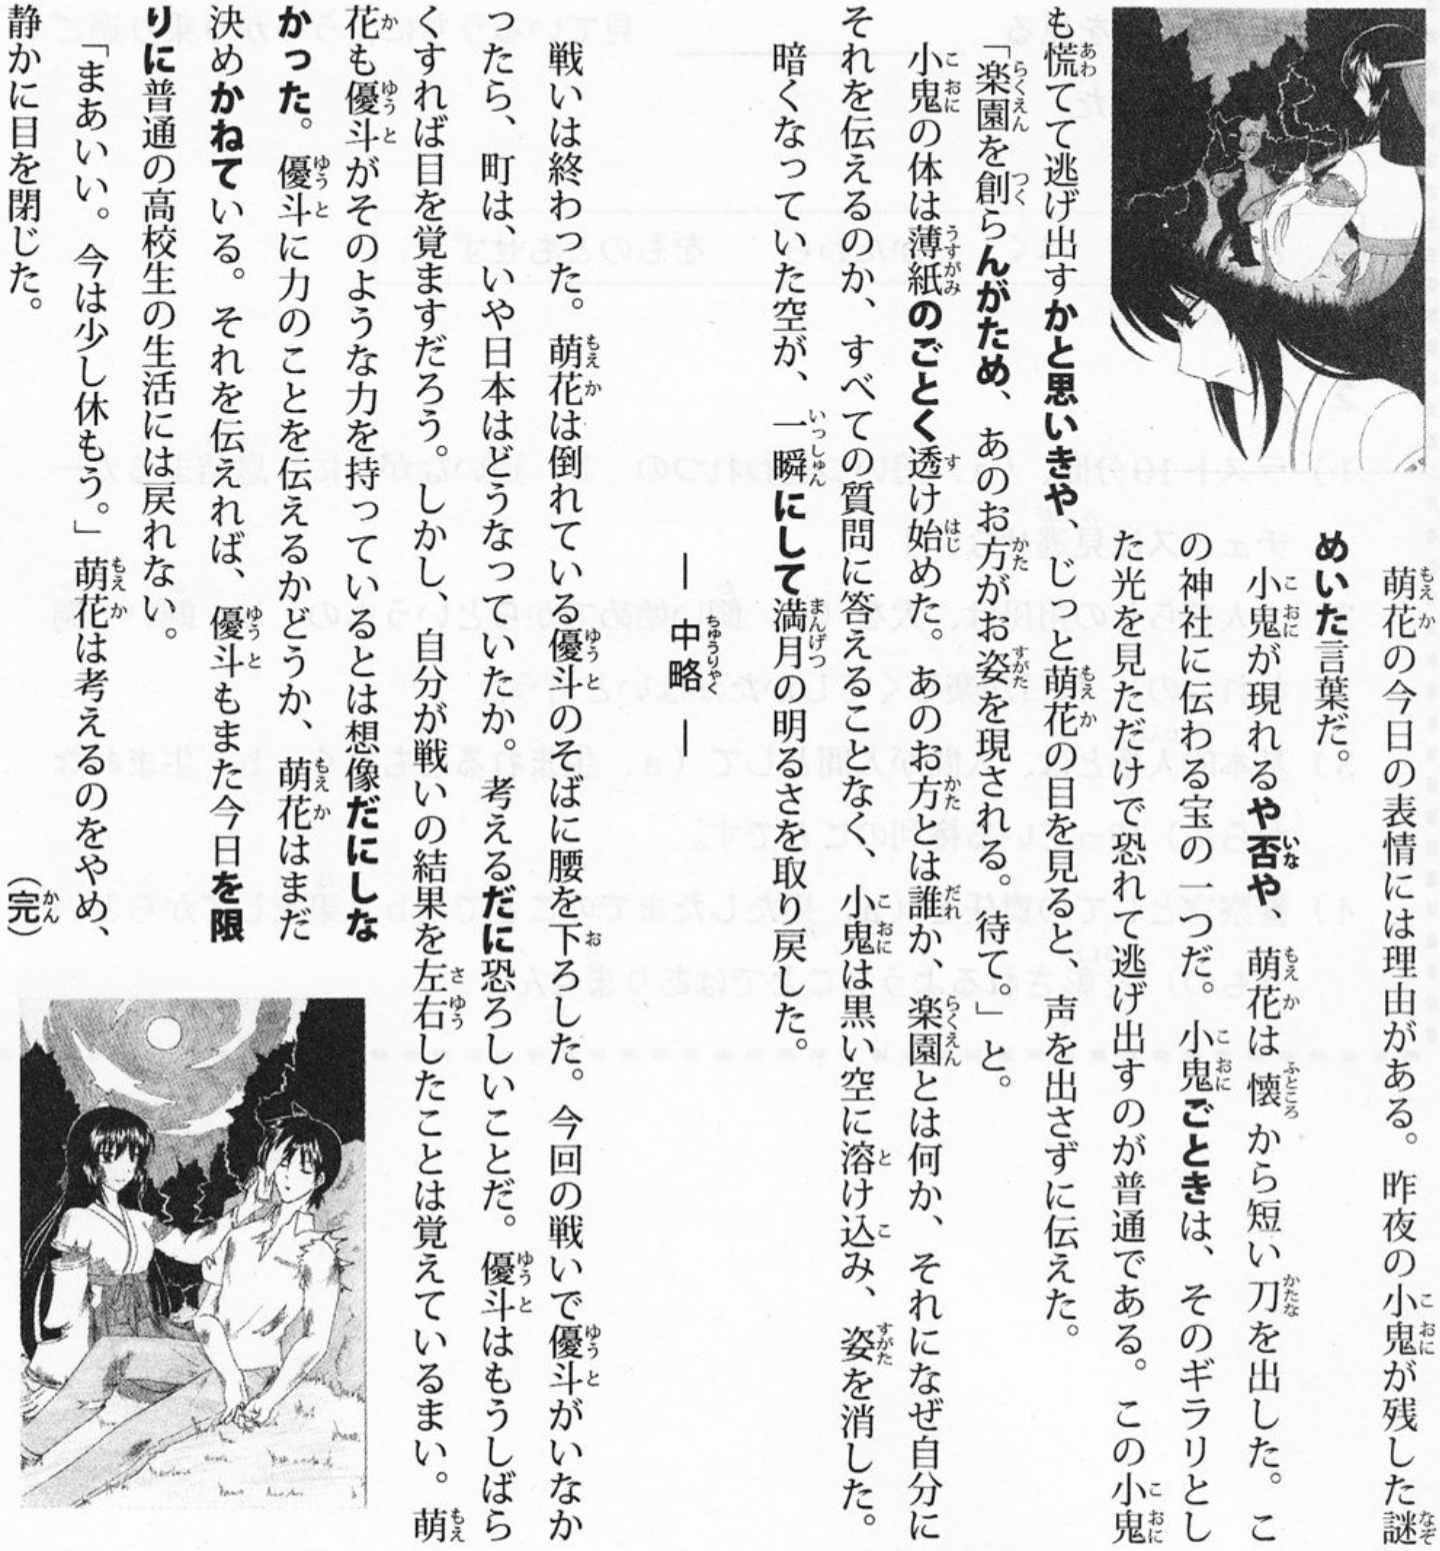 萌花の今日の表情には理由がある。昨夜の小鬼が残した謎
めいた言葉だ。
小鬼が現れるや否や、萌花は懐から短い刀を出した。こ
の神社に伝わる宝の一つだ。小鬼ごときは、そのギラリとし
た光を見ただけで恐れて逃げ出すのが普通である。この小鬼
も慌てて逃げ出すかと思いきや、じっと萌花の目を見ると、声を出さずに伝えた。
「楽園を創らんがため、あのお方がお姿を現される。待て。」と。
小鬼の体は薄紙のごとく透け始めた。あのお方とは誰か、楽園とは何か、それになぜ自分に
それを伝えるのか、すべての質問に答えることなく、小鬼は黒い空に溶け込み、姿を消した。
暗くなっていた空が、一瞬にして満月の明るさを取り戻した。
―中略―
戦いは終わった。萌花は倒れている優斗のそばに腰を下ろした。今回の戦いで優斗がいなか
ったら、町は、いや日本はどうなっていたか。考えるだに恐ろしいことだ。優斗はもうしばら
くすれば目を覚ますだろう。しかし、自分が戦いの結果を左右したことは覚えているまい。萌
花も優斗がそのような力を持っているとは想像だにしな
かった。優斗に力のことを伝えるかどうか、萌花はまだ
決めかねている。それを伝えれば、優斗もまた今日を限
りに普通の高校生の生活には戻れない。
「まあいい。今は少し休もう。」萌花は考えるのをやめ、
静かに目を閉じた。
（完）